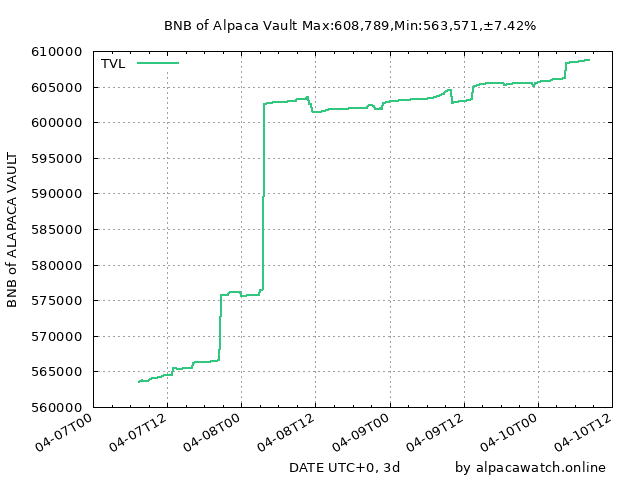 BNB of Alpaca Vault Max:608,789,Min:563,571,±7.42%
TVL
610000
605000
600000
595000
590000
585000
580000
575000
570000
565000
560000
BNB of ALAPACA VAULT
04-07T00
04-07T12
04-08T00
04-08T12
04-09T00
04-09T12
04-10T00
04-10T12
DATE UTC+0, 3d
by alpacawatch.online